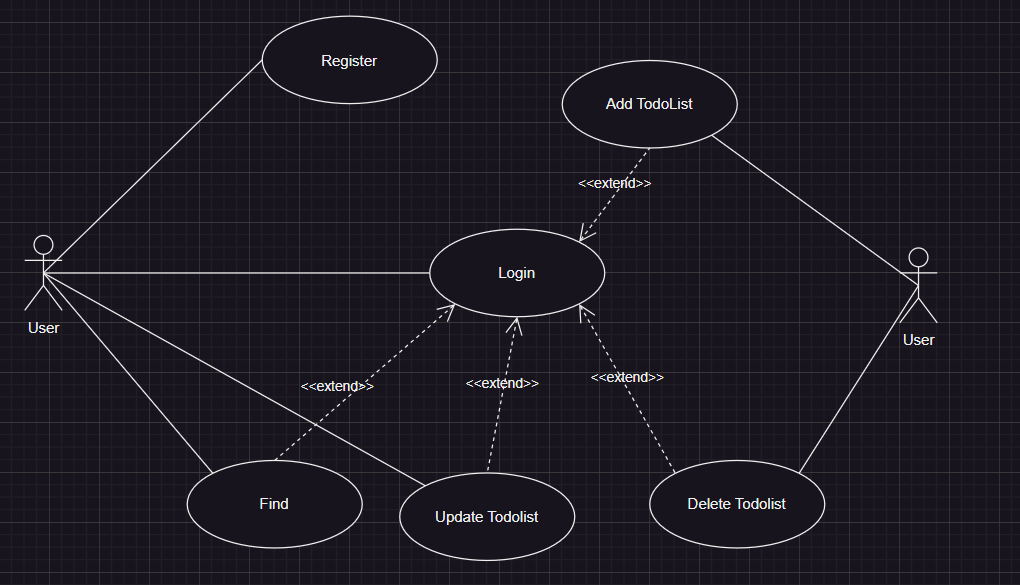 Register
Add TodoList
<<extend>>
Login
User
User
<<extend>>
<<extend>>
<<extend>>
Find
Update Todolist
Delete Todolist